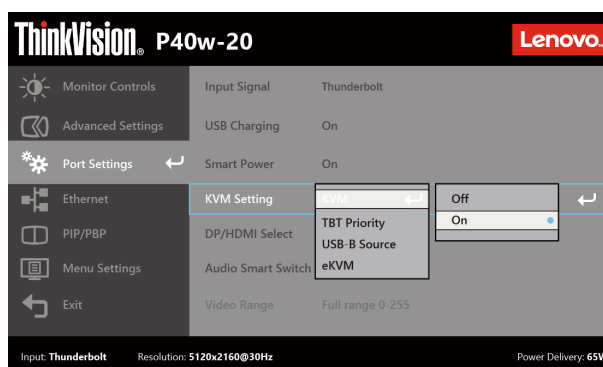 ThinkVision® P40w-20
Lenovo
Monitor Controls
Advanced Settings
Port Settings
Ethernet
PIP/PBP
Menu Settings
Exit
Input Signal Thunderbolt
USB Charging On
Smart Power On
KVM Setting KVM
DP/HDMI Select
Audio Smart Switch
Video Range Full range 0-255
TBT Priority
USB-B Source
eKVM
Off
On
Input: Thunderbolt Resolution: 5120x2160@30Hz Power Delivery: 65W